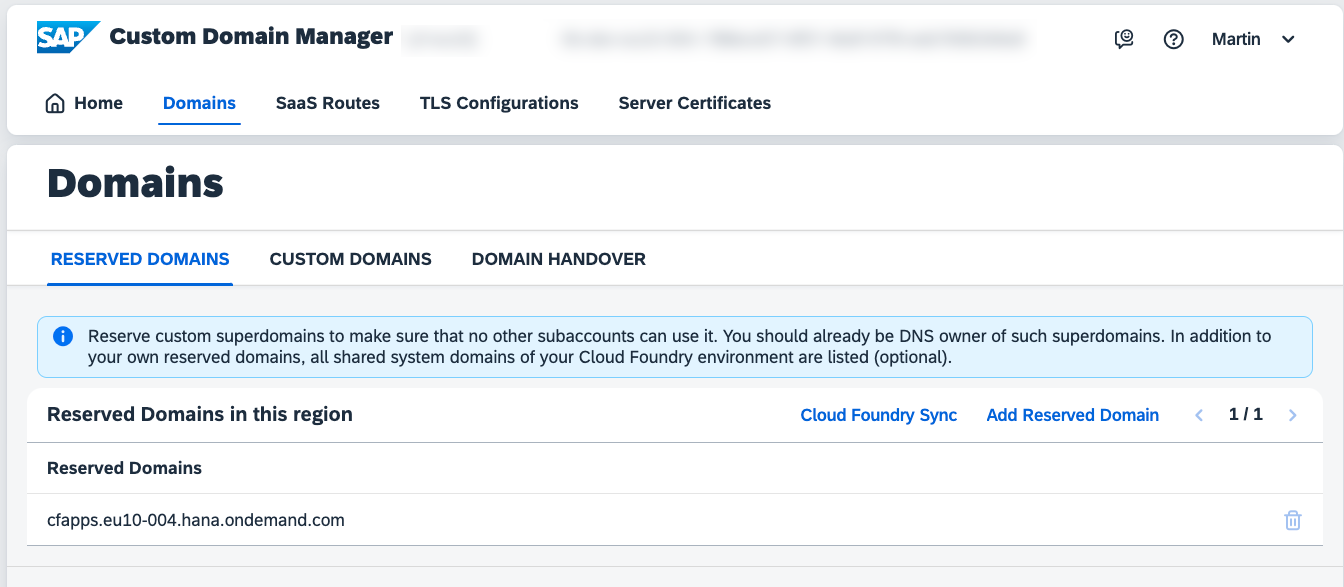 SAP Custom Domain Manager
Martin
Home Domains SaaS Routes TLS Configurations Server Certificates
Domains
RESERVED DOMAINS CUSTOM DOMAINS DOMAIN HANDOVER
Reserve custom superdomains to make sure that no other subaccounts can use it. You should already be DNS owner of such superdomains. In addition to
your own reserved domains, all shared system domains of your Cloud Foundry environment are listed (optional).
Reserved Domains in this region Cloud Foundry Sync Add Reserved Domain 1 / 1
Reserved Domains
cfapps.eu10-004.hana.ondemand.com